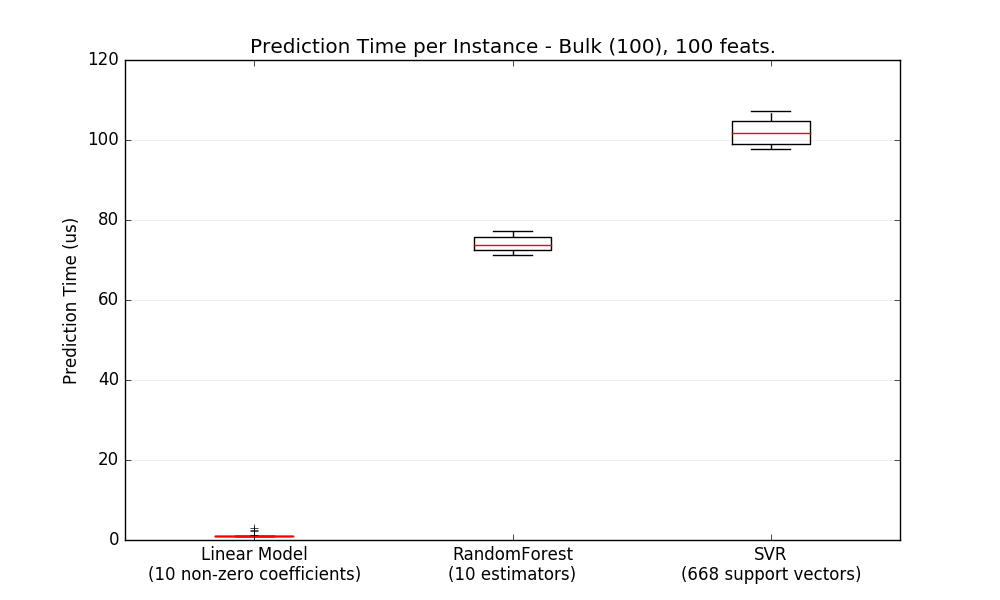 Prediction Time per Instance - Bulk (100), 100 feats.
120
100
80
60
40
20
0
Prediction Time (us)
Linear Model
(10 non-zero coefficients)
RandomForest
(10 estimators)
SVR
(668 support vectors)